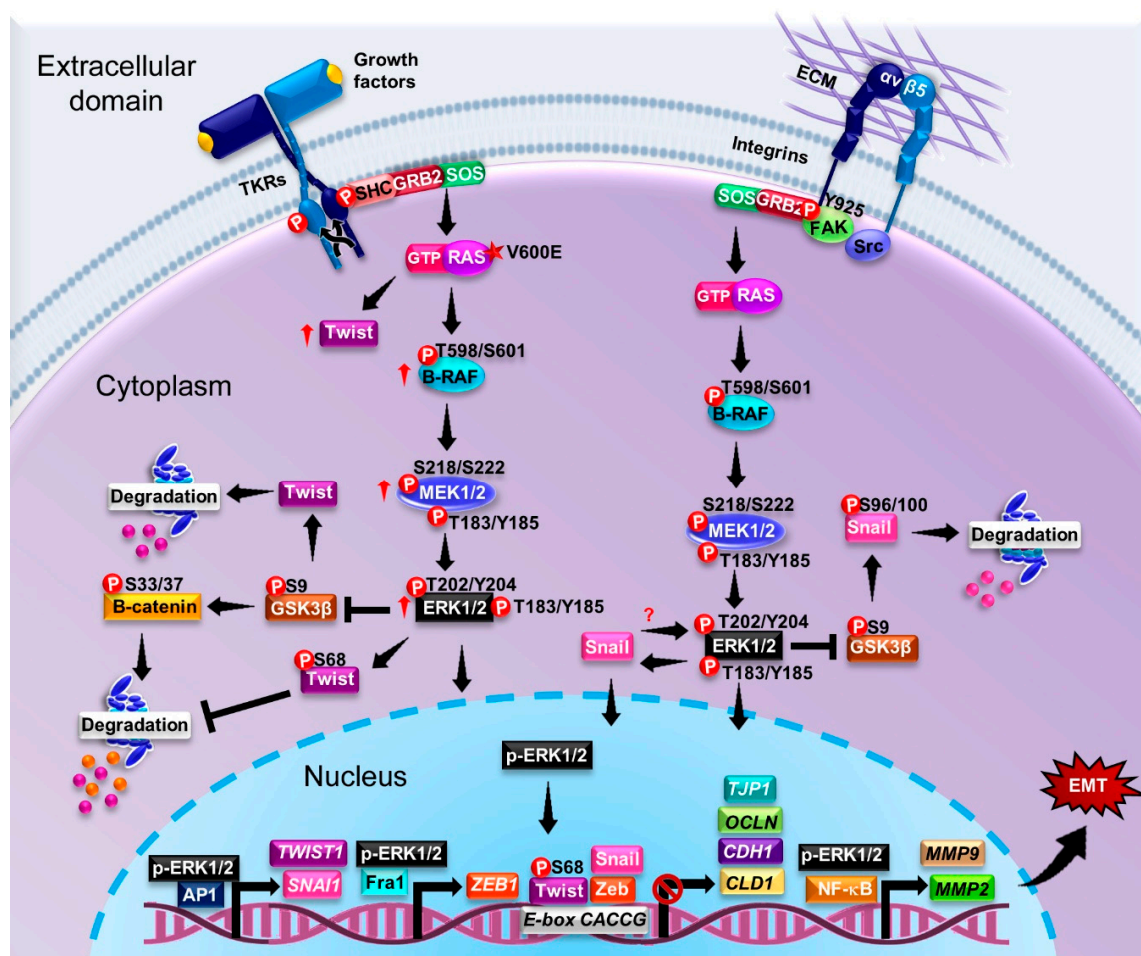 Extracellular
domain
Growth
factors
TKRs
P
P
SHC
GRB2
SOS
ECM
αv
β5
Integrins
SOS
GRB2
P
Y925
FAK
Src
GTP
RAS
V600E
Twist
P
T598/S601
B-RAF
GTP
RAS
P
T598/S601
B-RAF
Cytoplasm
S218/S222
P
MEK1/2
P
T183/Y185
S218/S222
P
MEK1/2
P
T183/Y185
Degradation
Twist
P
S96/100
Snail
Degradation
P
S33/37
B-catenin
P
S9
GSK3β
P
T202/Y204
ERK1/2
P
T183/Y185
P
S68
Twist
Degradation
?
Snail
P
T202/Y204
ERK1/2
P
T183/Y185
P
S9
GSK3β
Nucleus
p-ERK1/2
EMT
p-ERK1/2
AP1
TWIST1
SNAI1
p-ERK1/2
Fra1
ZEB1
P
S68
Twist
Snail
Zeb
E-box CACCG
TJP1
OCLN
CDH1
CLD1
p-ERK1/2
NF-κB
MMP9
MMP2